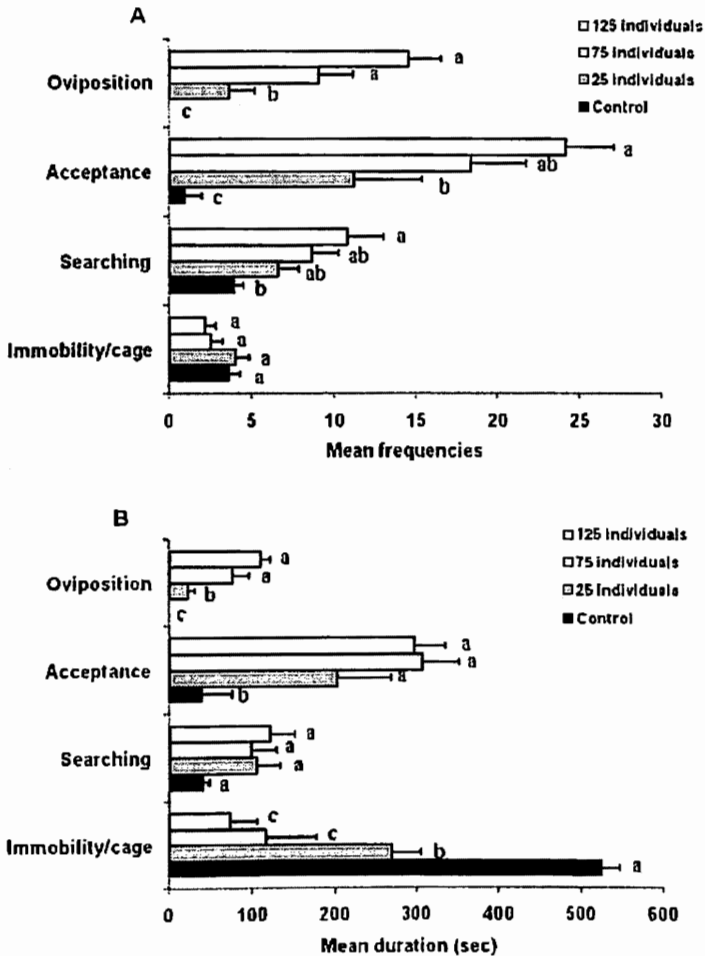 A
125 individuals
75 individuals
25 individuals
Control
Oviposition
a
a
b
c
Acceptance
a
ab
b
c
Searching
a
ab
ab
b
Immobility/cage
a
a
a
a
0 5 10 15 20 25 30
Mean frequencies
B
125 individuals
75 individuals
25 individuals
Control
Oviposition
a
a
b
c
Acceptance
a
a
a
b
Searching
a
a
a
a
Immobility/cage
c
c
b
a
0 100 200 300 400 500 600
Mean duration (sec)